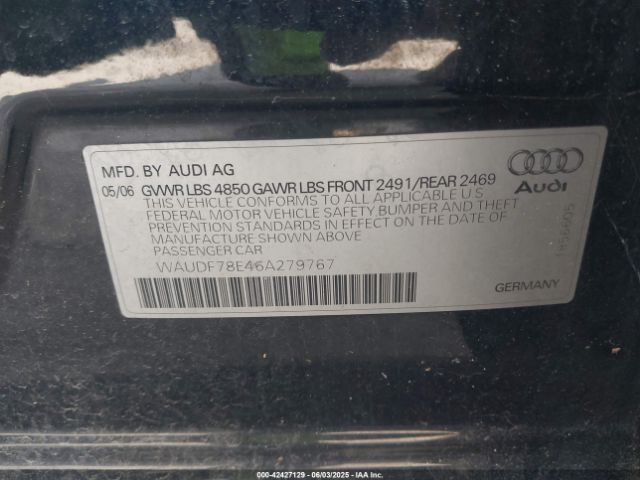 MFD. BY AUDI AG
05/06 GVWR LBS 4850 GAWR LBS FRONT 2491/REAR 2469
THIS VEHICLE CONFORMS TO ALL APPLICABLE U.S.
FEDERAL MOTOR VEHICLE SAFETY BUMPER AND THEFT
PREVENTION STANDARDS IN EFFECT ON THE DATE OF
MANUFACTURE SHOWN ABOVE
PASSENGER CAR
WAUDF78E46A279767
Audi
1856605
GERMANY
000-42427129 - 06/03/2025 - IAA Inc.